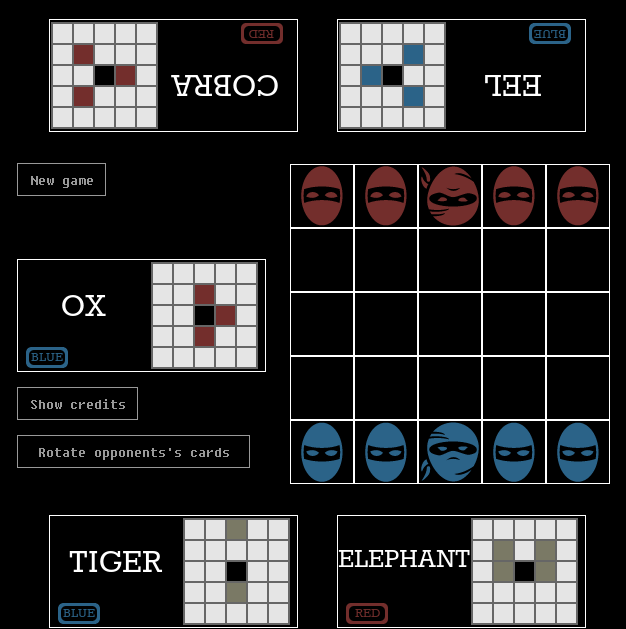 RED
BLUE
COBRA
EEL
New game
OX
BLUE
Show credits
Rotate opponents's cards
TIGER
ELEPHANT
BLUE
RED